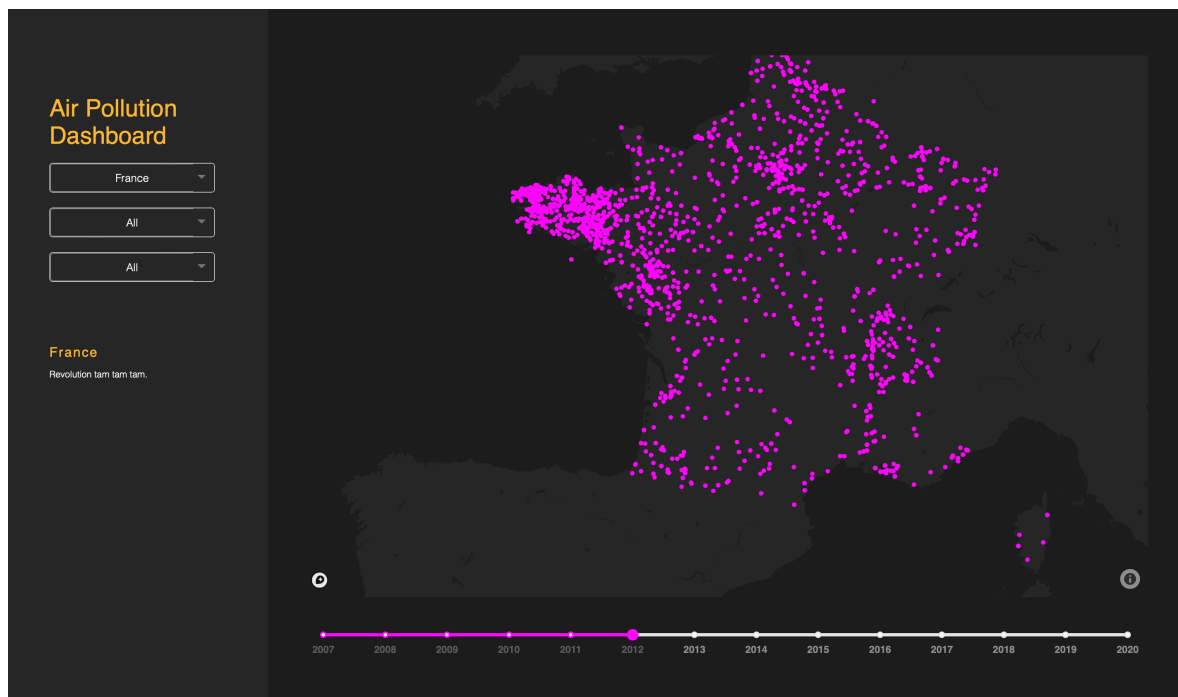 Air Pollution
Dashboard
France
All
All
France
Revolution tam tam tam.
2007 2008 2009 2010 2011 2012 2013 2014 2015 2016 2017 2018 2019 2020